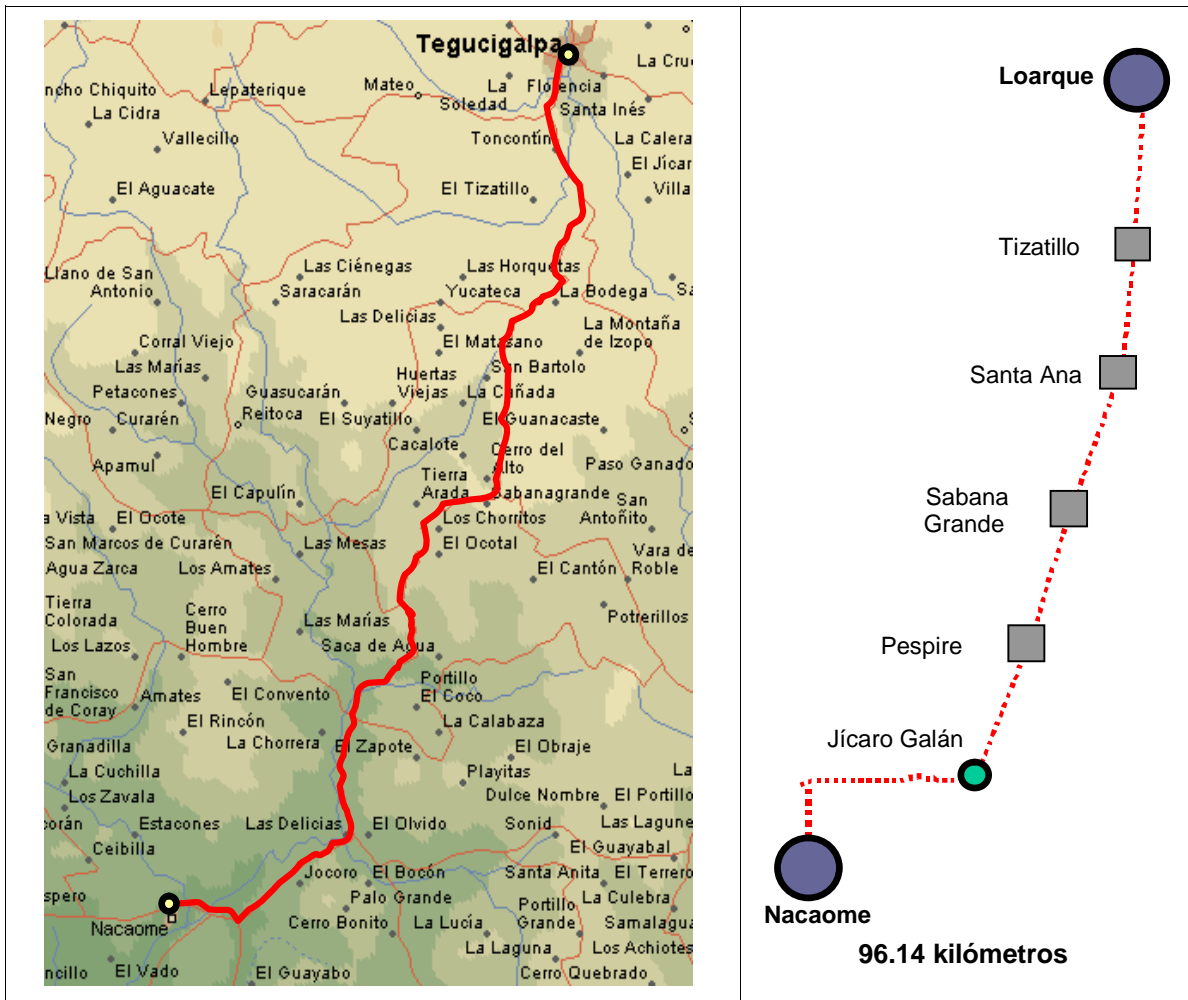 Tegucigalpa
La Cruc
ncho Chiquito
Lepaterique
Mateo
La
Soledad
Florencia
La Cidra
Santa Inés
Vallecillo
Toncontín
La Calera
El Jícar
El Aguacate
El Tizatillo
Villa
Llano de San
Antonio
Las Ciénegas
Las Horquetas
Saracarán
Yucateca
La Bodega
Sa
Las Delicias
La Montaña
de Izopo
Corral Viejo
El Matasano
Las Marías
Huertas
Viejas
San Bartolo
Petacones
Guasucarán
La Cañada
Negro
Curarén
Reitoca
El Suyatillo
El Guanacaste
S
Cacalote
Cerro del
Alto
Apamul
Paso Ganado
El Capulín
Tierra
Arada
Sabanagrande
San
Antoñito
a Vista
El Ocote
Los Chorritos
San Marcos de Curarén
Las Mesas
El Ocotal
Vara de
Roble
Agua Zarca
Los Amates
El Cantón
Tierra
Colorada
Cerro
Buen
Hombre
Las Marías
Potrerillos
Los Lazos
Saca de Agua
San
Francisco
de Coray
Amates
El Convento
Portillo
El Coco
El Rincón
La Calabaza
Granadilla
La Chorrera
El Zapote
El Obraje
La Cuchilla
Playitas
La
Los Zavala
Dulce Nombre
El Portillo
corán
Estacones
Las Delicias
El Olvido
Sonid
Las Lagune
Ceibilla
El Guayabal
Jocoro
El Bocón
Santa Anita
El Terrero
spero
Palo Grande
Portillo
Grande
La Culebra
Nacaome
Cerro Bonito
La Lucía
Samalagua
La Laguna
Los Achiotes
ncillo
El Vado
El Guayabo
Cerro Quebrado
Loarque
Tizatillo
Santa Ana
Sabana
Grande
Pespire
Jícaro Galán
Nacaome
96.14 kilómetros